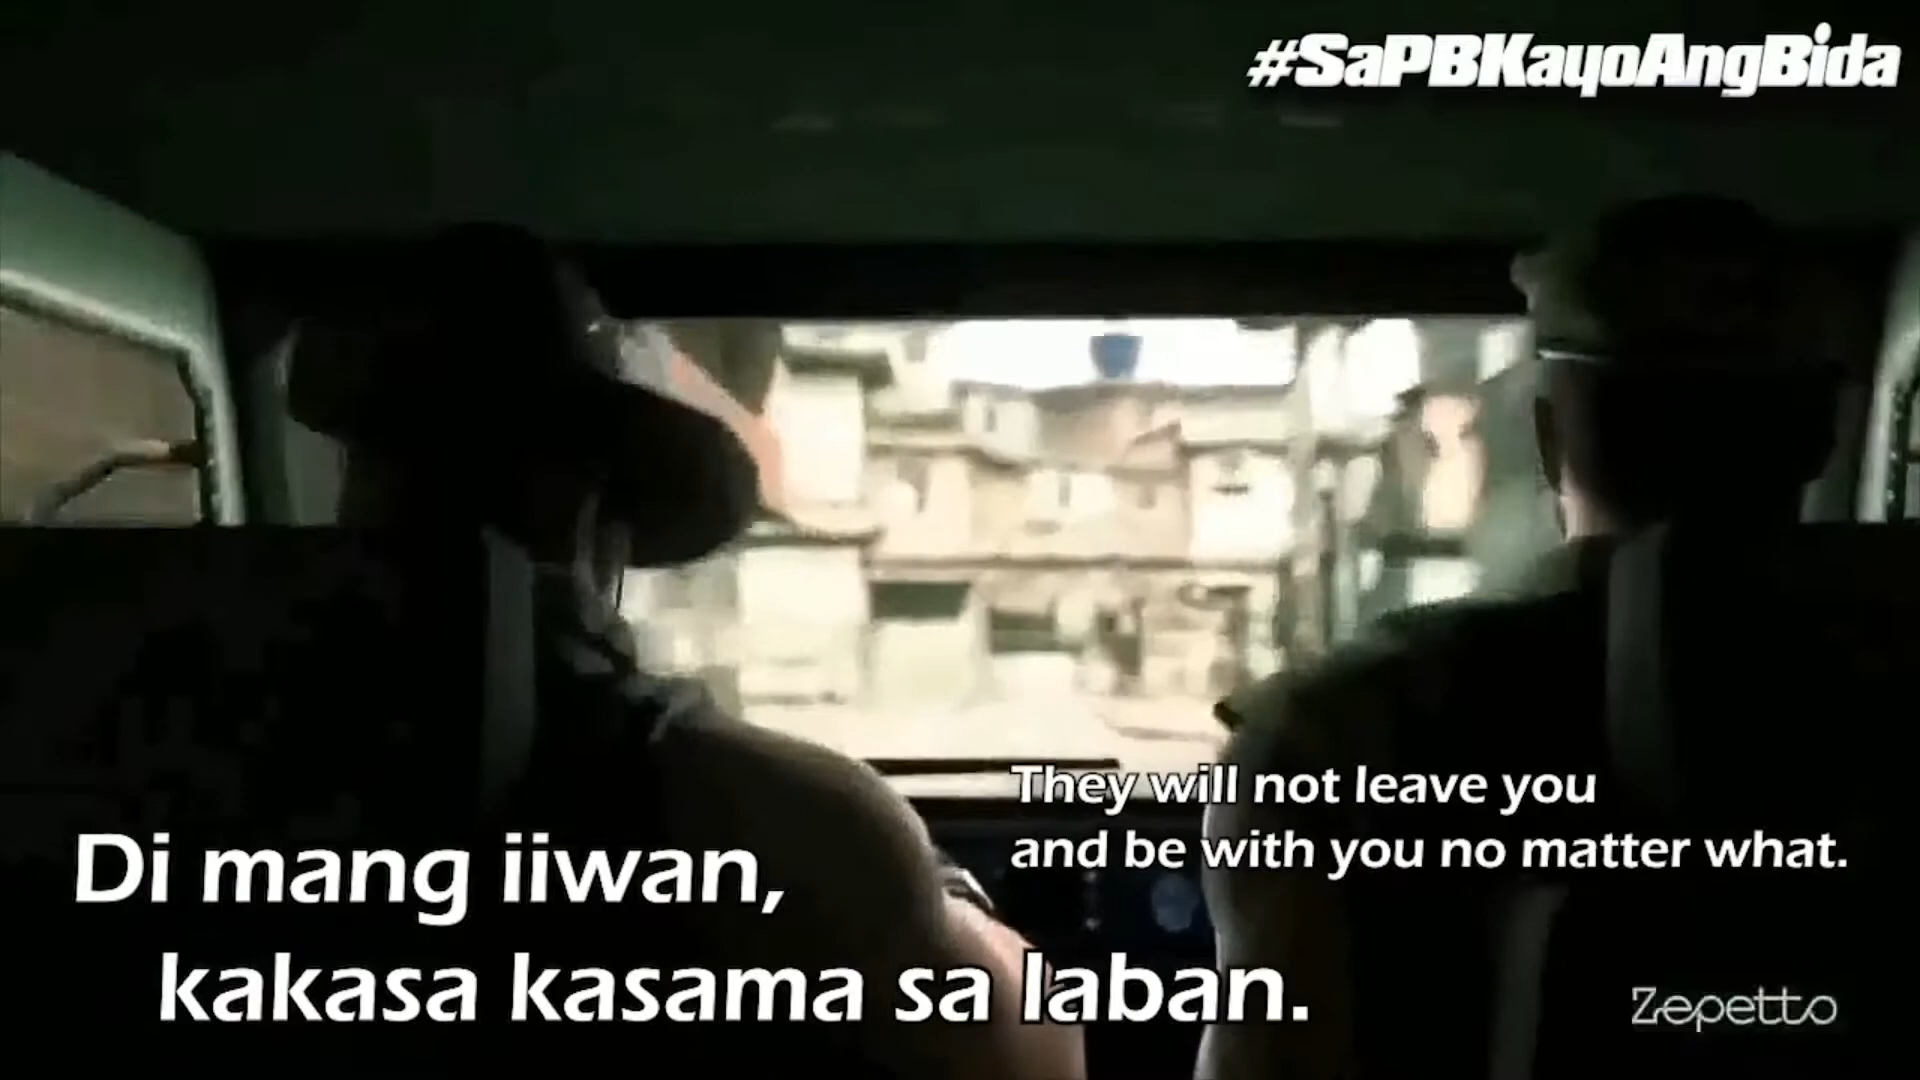 #SaPBKayoAngBida
They will not leave you
and be with you no matter what.
Di mang iiwan,
kakasa kasama sa laban.
Zepetto